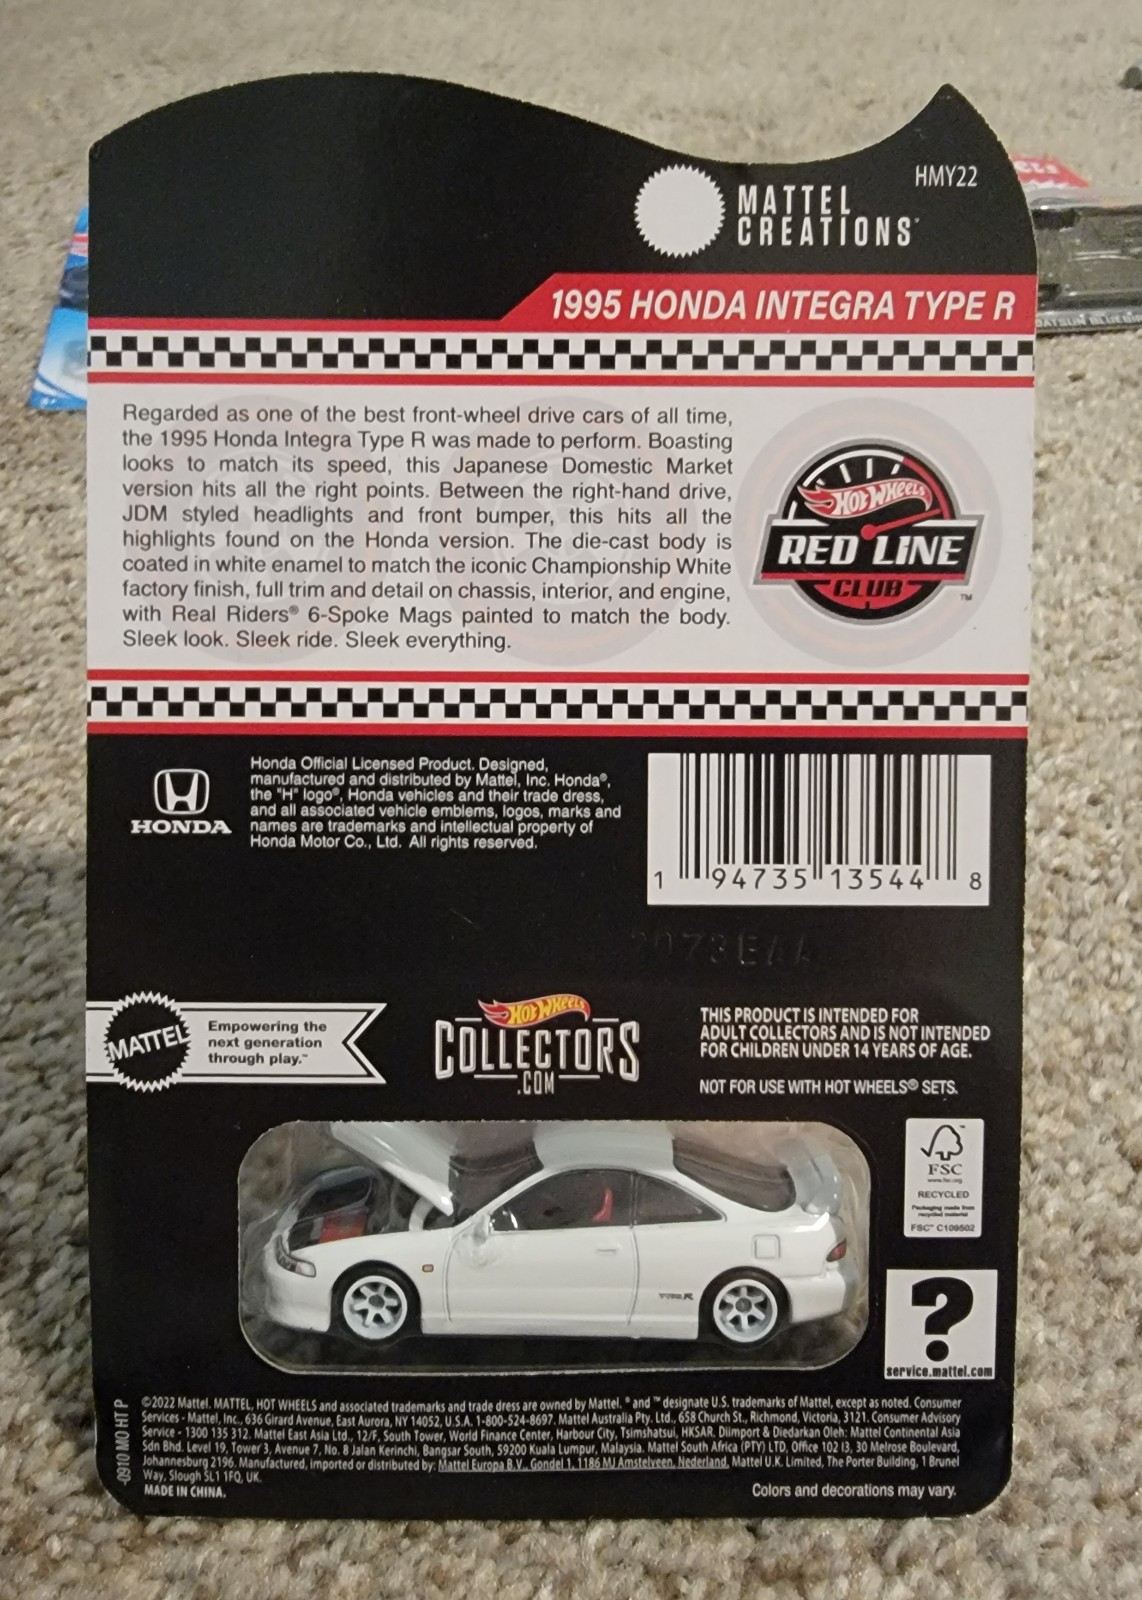 HMY22
MATTEL
CREATIONS
1995 HONDA INTEGRA TYPE R
Regarded as one of the best front-wheel drive cars of all time,
the 1995 Honda Integra Type R was made to perform. Boasting
looks to match its speed, this Japanese Domestic Market
version hits all the right points. Between the right-hand drive,
JDM styled headlights and front bumper, this hits all the
highlights found on the Honda version. The die-cast body is
coated in white enamel to match the iconic Championship White
factory finish, full trim and detail on chassis, interior, and engine,
with Real Riders® 6-Spoke Mags painted to match the body.
Sleek look. Sleek ride. Sleek everything.
HOT WHEELS
RED LINE
CLUB™
HONDA
Honda Official Licensed Product. Designed,
manufactured and distributed by Mattel, Inc. Honda®,
the "H" logo®, Honda vehicles and their trade dress,
and all associated vehicle emblems, logos, marks and
names are trademarks and intellectual property of
Honda Motor Co., Ltd. All rights reserved.
1 94735 13544 8
MATTEL
Empowering the
next generation
through play.™
HOT WHEELS
COLLECTORS
.COM
THIS PRODUCT IS INTENDED FOR
ADULT COLLECTORS AND IS NOT INTENDED
FOR CHILDREN UNDER 14 YEARS OF AGE.
NOT FOR USE WITH HOT WHEELS® SETS.
FSC
www.fsc.org
RECYCLED
Packaging made from
recycled material
FSC™ C109502
TYPE R
?
service.mattel.com
-0910 MO HT P
©2022 Mattel. MATTEL, HOT WHEELS and associated trademarks and trade dress are owned by Mattel. ® and ™ designate U.S. trademarks of Mattel, except as noted. Consumer
Services - Mattel, Inc., 636 Girard Avenue, East Aurora, NY 14052, U.S.A. 1-800-524-8697. Mattel Australia Pty. Ltd., 658 Church St., Richmond, Victoria, 3121. Consumer Advisory
Service - 1300 135 312. Mattel East Asia Ltd., 12/F, South Tower, World Finance Center, Harbour City, Tsimshatsui, HKSAR. Diimport & Diedarkan Oleh: Mattel Continental Asia
Sdn Bhd. Level 19, Tower 3, Avenue 7, No. 8 Jalan Kerinchi, Bangsar South, 59200 Kuala Lumpur, Malaysia. Mattel South Africa (PTY) LTD, Office 102 I3, 30 Melrose Boulevard,
Johannesburg 2196. Manufactured, imported or distributed by: Mattel Europa B.V., Gondel 1, 1186 MJ Amstelveen, Nederland. Mattel U.K. Limited, The Porter Building, 1 Brunel
Way, Slough SL1 1FQ, UK.
MADE IN CHINA.
Colors and decorations may vary.